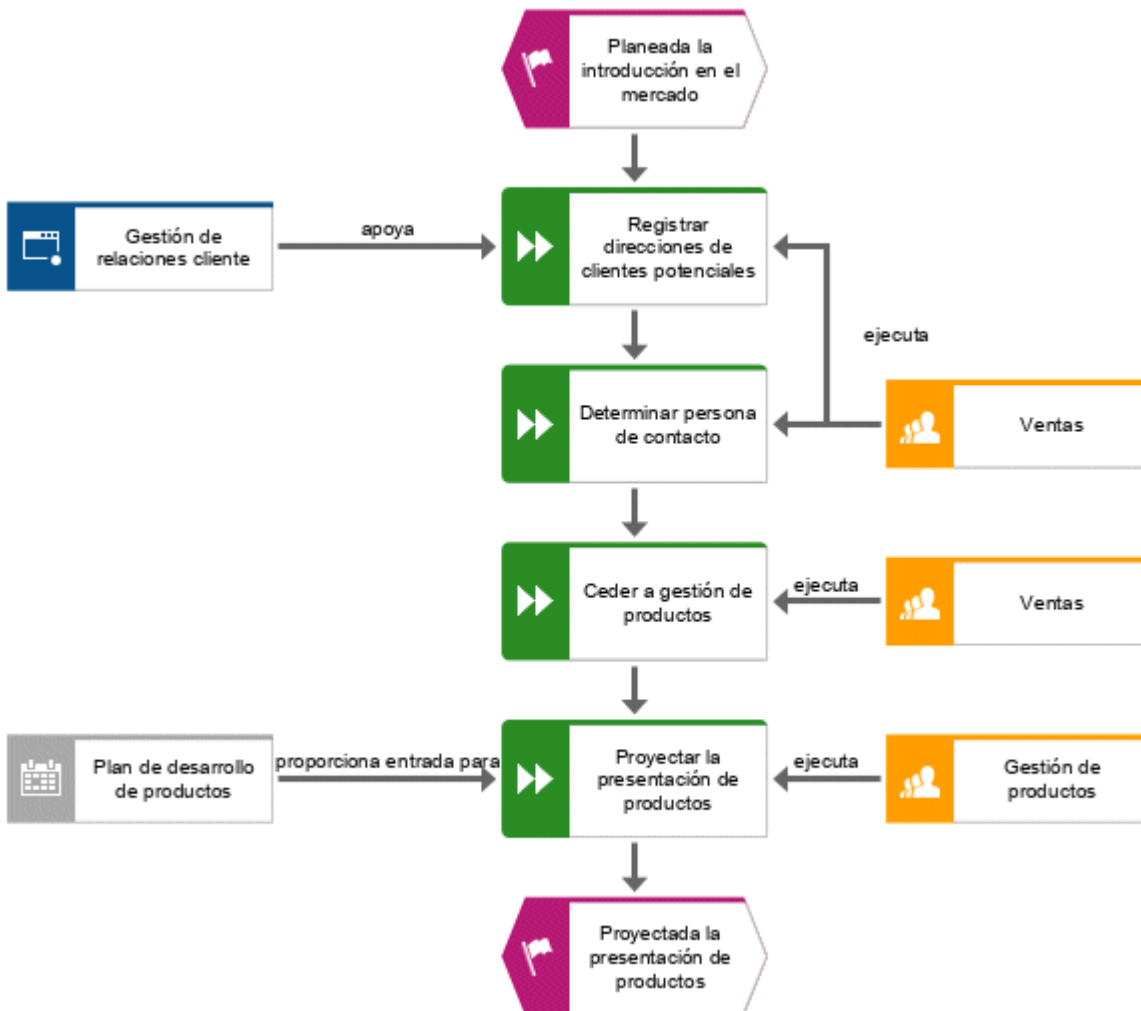 Planeada la
introducción en el
mercado
Gestión de
relaciones cliente
apoya
Registrar
direcciones de
clientes potenciales
ejecuta
Determinar persona
de contacto
Ventas
Ceder a gestión de
productos
ejecuta
Ventas
Plan de desarrollo
de productos
proporciona entrada para
Proyectar la
presentación de
productos
ejecuta
Gestión de
productos
Proyectada la
presentación de
productos